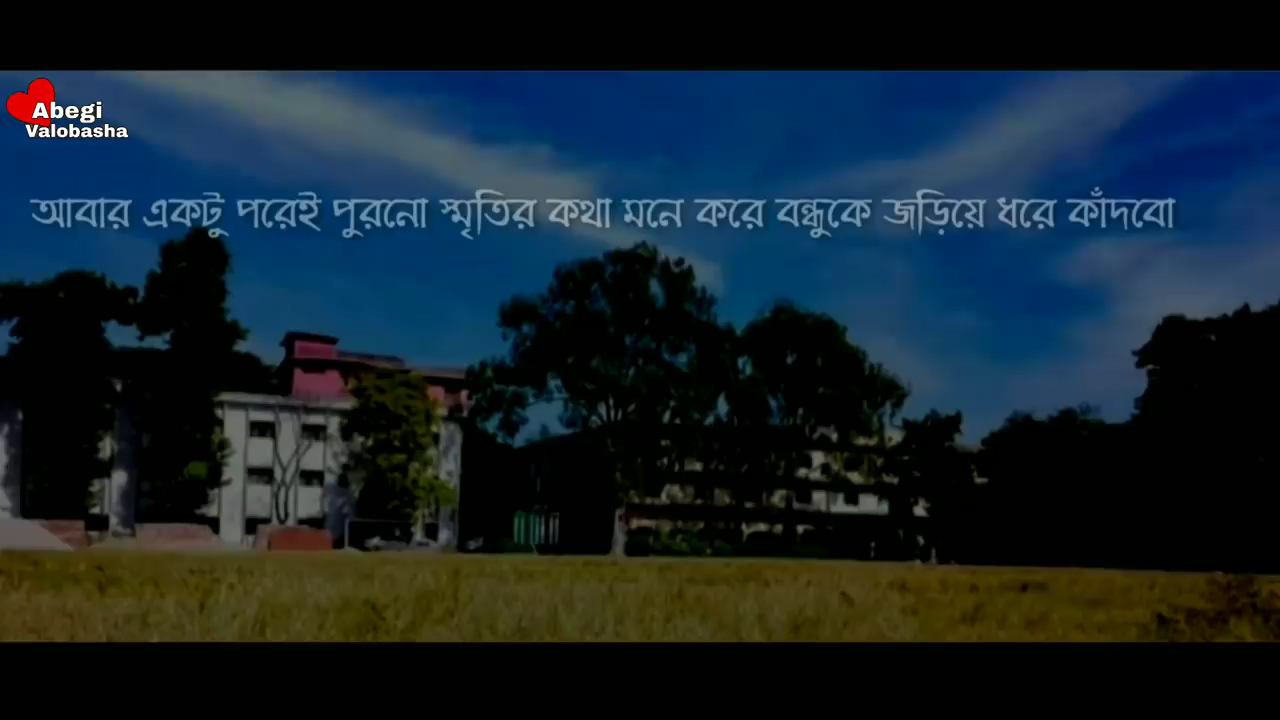 Abegi
Valobasha
আবার একটু পরেই পুরনো স্মৃতির কথা মনে করে বন্ধুকে জড়িয়ে ধরে কাঁদবো